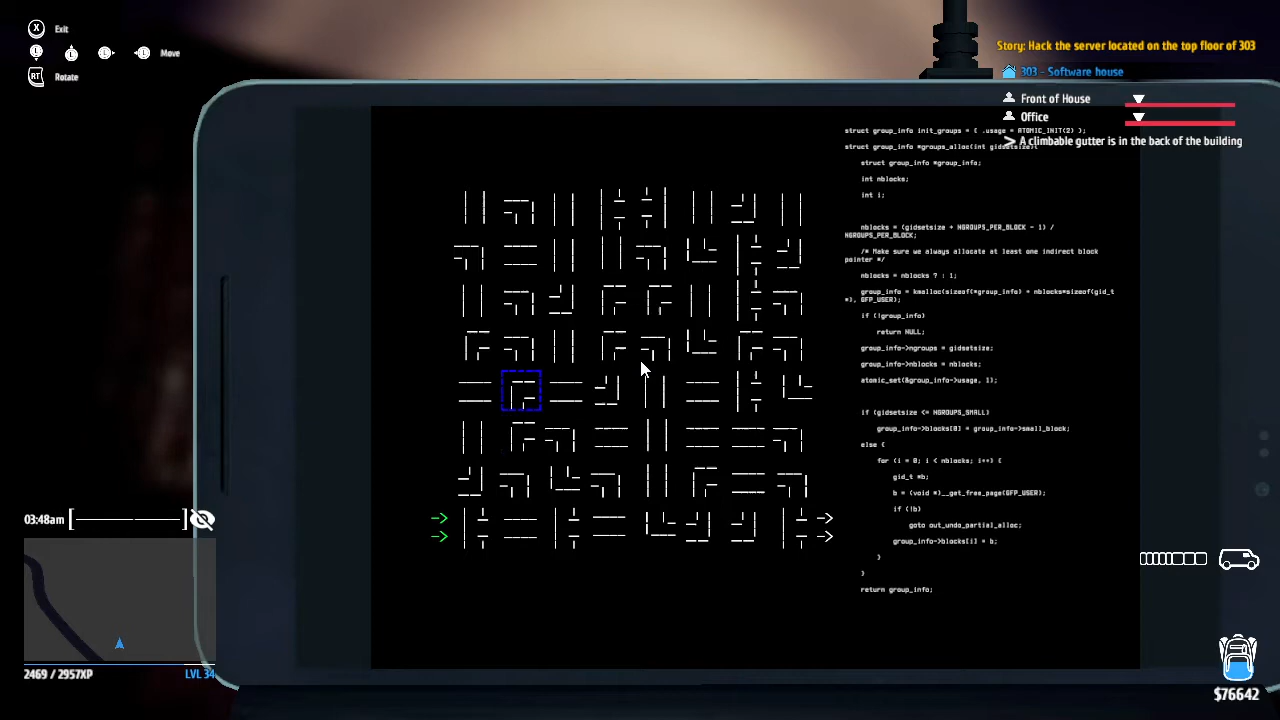 X Exit
L L L L Move
RT Rotate
Story: Hack the server located on the top floor of 303
303 - Software house
Front of House
Office
> A climbable gutter is in the back of the building
struct group_info init_groups = { .usage = ATOMIC_INIT(2) };
struct group_info *groups_alloc(int gidsetsize){
struct group_info *group_info;
int nblocks;
int i;
nblocks = (gidsetsize + NGROUPS_PER_BLOCK - 1) /
NGROUPS_PER_BLOCK;
/* Make sure we always allocate at least one indirect block
pointer */
nblocks = nblocks ? : 1;
group_info = kmalloc(sizeof(*group_info) + nblocks*sizeof(gid_t
*), GFP_USER);
if (!group_info)
return NULL;
group_info->ngroups = gidsetsize;
group_info->nblocks = nblocks;
atomic_set(&group_info->usage, 1);
if (gidsetsize <= NGROUPS_SMALL)
group_info->blocks[0] = group_info->small_block;
else {
for (i = 0; i < nblocks; i++) {
gid_t *b;
b = (void *)__get_free_page(GFP_USER);
if (!b)
goto out_undo_partial_alloc;
group_info->blocks[i] = b;
}
}
return group_info;
03:48am
2469 / 2957XP
LVL 34
$76642